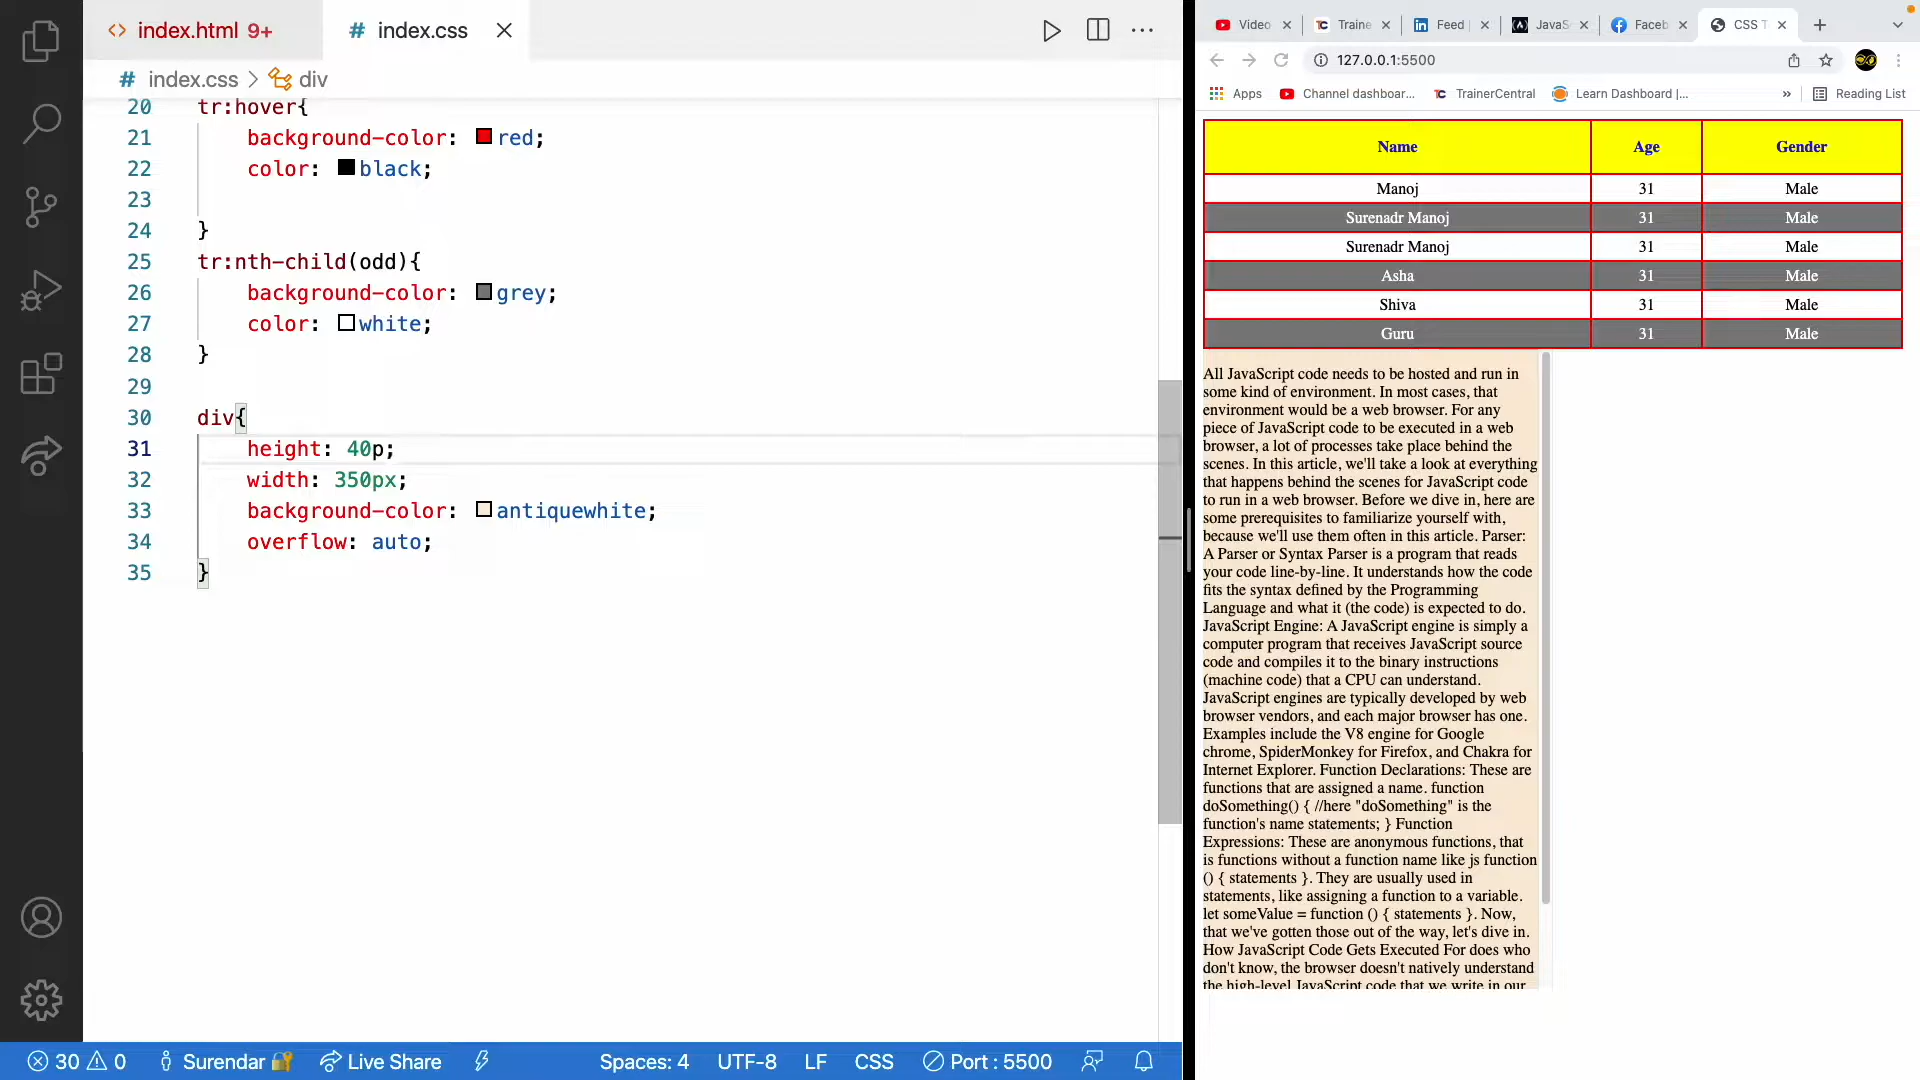 index.html 9+
index.css
index.css > div
20 tr:hover{
21 background-color: red;
22 color: black;
23
24 }
25 tr:nth-child(odd){
26 background-color: grey;
27 color: white;
28 }
29
30 div{
31 height: 40p;
32 width: 350px;
33 background-color: antiquewhite;
34 overflow: auto;
35 }
30 0 Surendar Live Share Spaces: 4 UTF-8 LF CSS Port : 5500
Video Traine Feed JavaS Faceb CSS T
127.0.0.1:5500
Apps Channel dashboar... TrainerCentral Learn Dashboard |... » Reading List
Name Age Gender
Manoj 31 Male
Surenadr Manoj 31 Male
Surenadr Manoj 31 Male
Asha 31 Male
Shiva 31 Male
Guru 31 Male
All JavaScript code needs to be hosted and run in
some kind of environment. In most cases, that
environment would be a web browser. For any
piece of JavaScript code to be executed in a web
browser, a lot of processes take place behind the
scenes. In this article, we'll take a look at everything
that happens behind the scenes for JavaScript code
to run in a web browser. Before we dive in, here are
some prerequisites to familiarize yourself with,
because we'll use them often in this article. Parser:
A Parser or Syntax Parser is a program that reads
your code line-by-line. It understands how the code
fits the syntax defined by the Programming
Language and what it (the code) is expected to do.
JavaScript Engine: A JavaScript engine is simply a
computer program that receives JavaScript source
code and compiles it to the binary instructions
(machine code) that a CPU can understand.
JavaScript engines are typically developed by web
browser vendors, and each major browser has one.
Examples include the V8 engine for Google
chrome, SpiderMonkey for Firefox, and Chakra for
Internet Explorer. Function Declarations: These are
functions that are assigned a name. function
doSomething() { //here "doSomething" is the
function's name statements; } Function
Expressions: These are anonymous functions, that
is functions without a function name like js function
() { statements }. They are usually used in
statements, like assigning a function to a variable.
let someValue = function () { statements }. Now,
that we've gotten those out of the way, let's dive in.
How JavaScript Code Gets Executed For does who
don't know, the browser doesn't natively understand
the high-level JavaScript code that we write in our